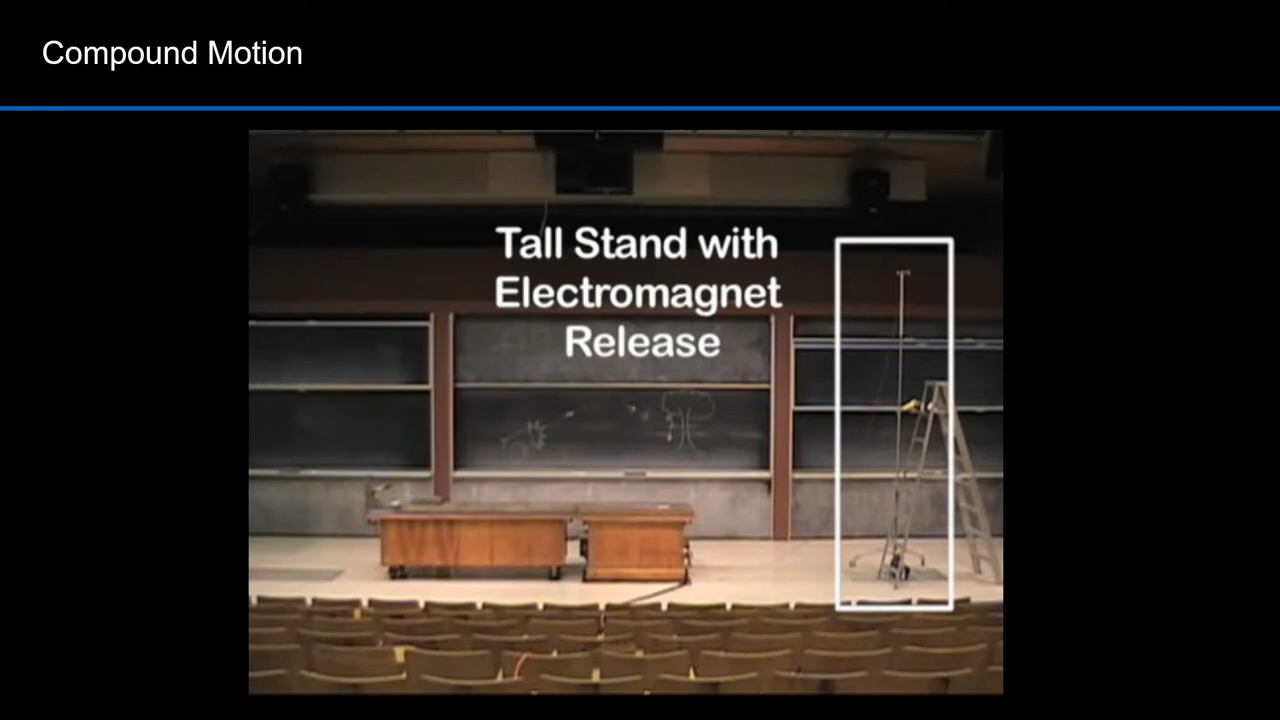 Compound Motion
Tall Stand with
Electromagnet
Release